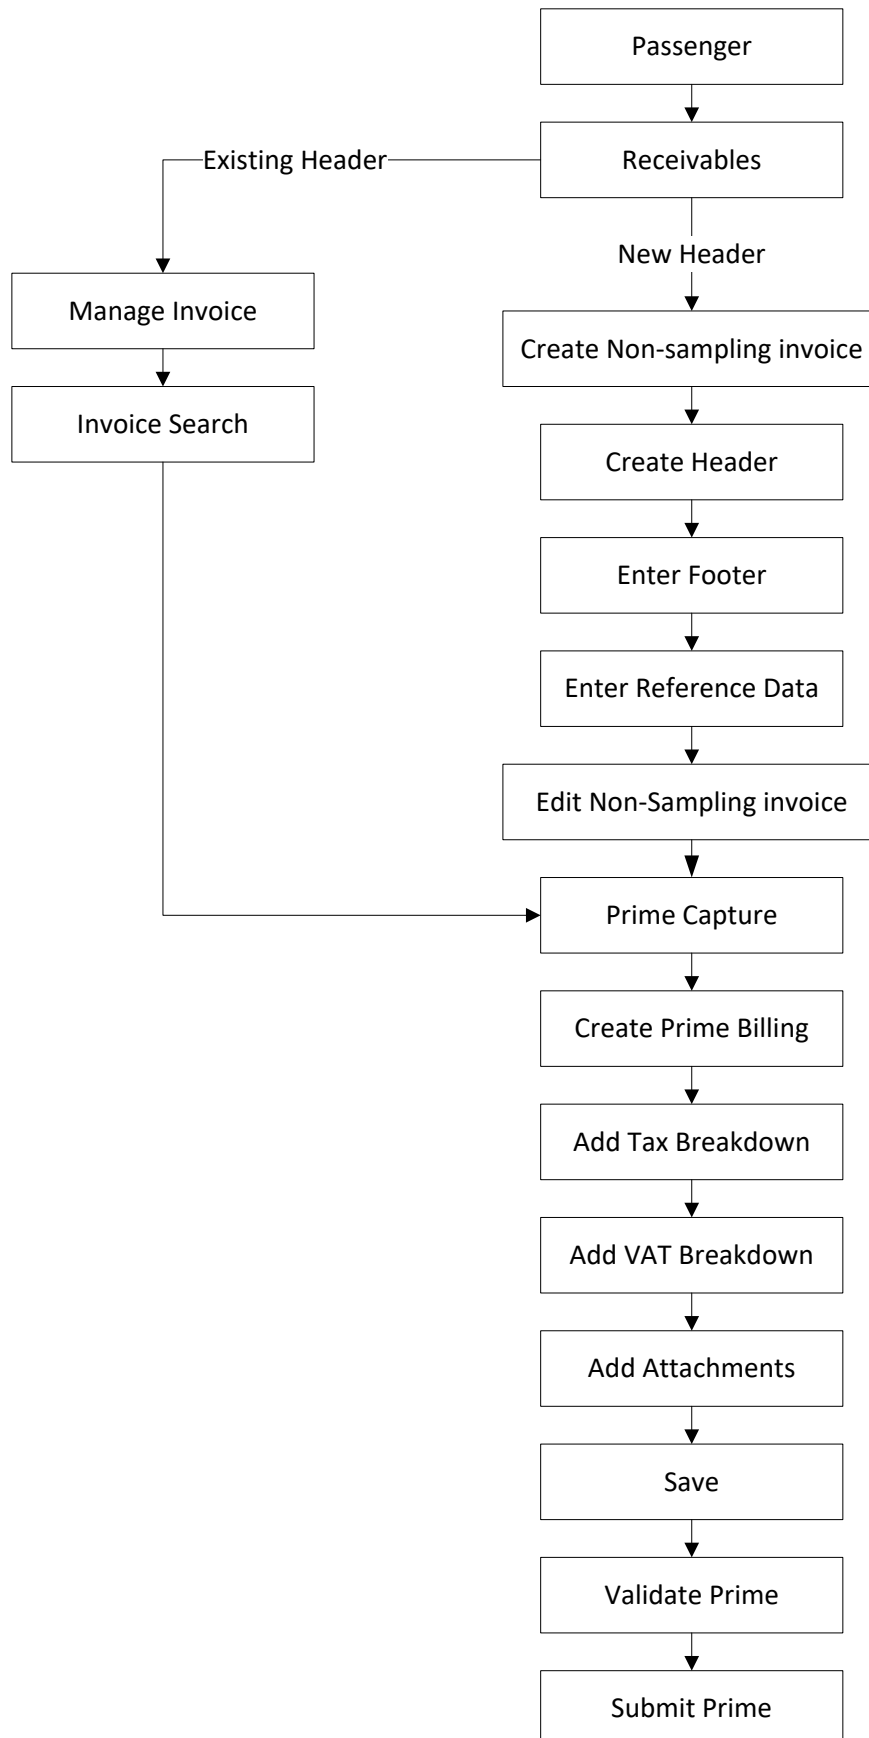 Passenger
Receivables
Existing Header
New Header
Manage Invoice
Invoice Search
Create Non-sampling invoice
Create Header
Enter Footer
Enter Reference Data
Edit Non-Sampling invoice
Prime Capture
Create Prime Billing
Add Tax Breakdown
Add VAT Breakdown
Add Attachments
Save
Validate Prime
Submit Prime